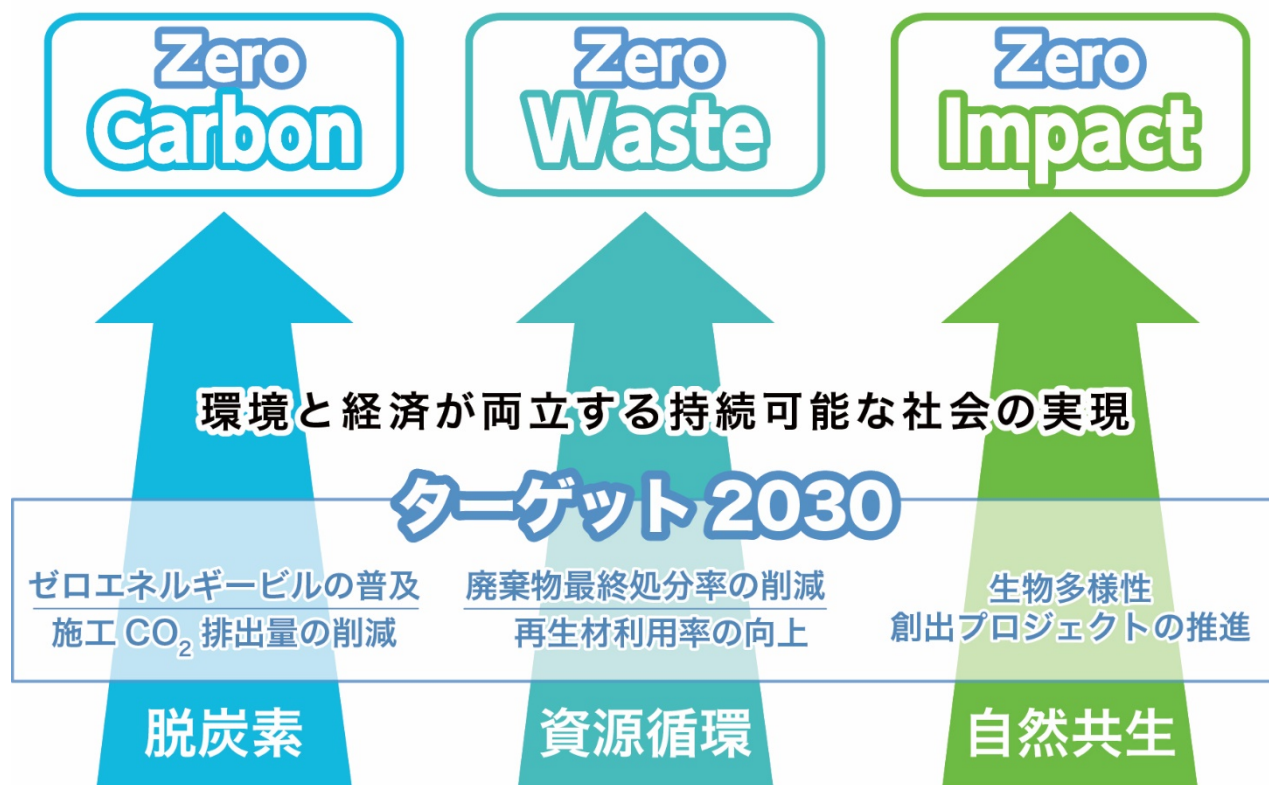 Zero
Carbon
Zero
Waste
Zero
Impact
環境と経済が両立する持続可能な社会の実現
ターゲット 2030
ゼロエネルギービルの普及
施工 CO₂ 排出量の削減
廃棄物最終処分率の削減
再生材利用率の向上
生物多様性
創出プロジェクトの推進
脱炭素
資源循環
自然共生